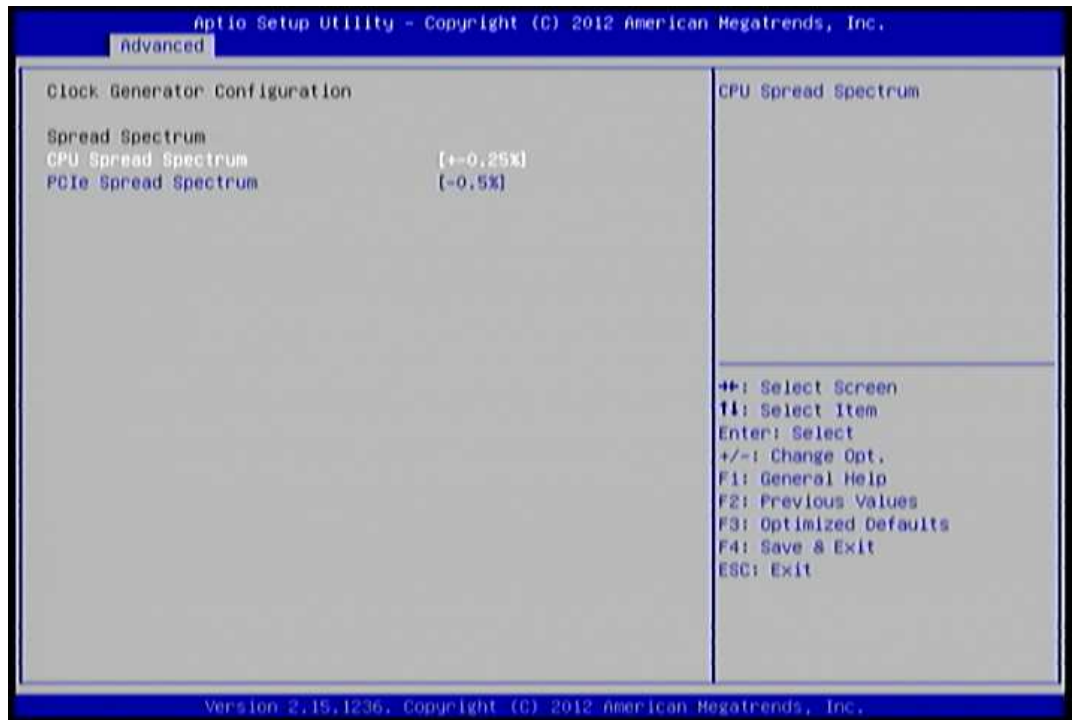 Aptio Setup Utility - Copyright (C) 2012 American Megatrends, Inc.
Advanced
Clock Generator Configuration
Spread Spectrum
CPU Spread Spectrum [+-0.25%]
PCIe Spread Spectrum [-0.5%]
CPU Spread Spectrum
→←: Select Screen
↑↓: Select Item
Enter: Select
+/-: Change Opt.
F1: General Help
F2: Previous Values
F3: Optimized Defaults
F4: Save & Exit
ESC: Exit
Version 2.15.1236. Copyright (C) 2012 American Megatrends, Inc.